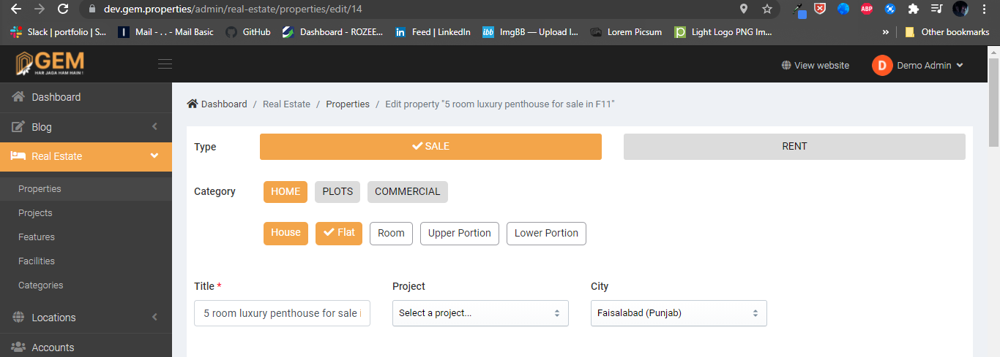 dev.gem.properties/admin/real-estate/properties/edit/14
ABP
Slack | portfolio | S... Mail - . . - Mail Basic GitHub Dashboard - ROZEE... Feed | LinkedIn ibb ImgBB — Upload I... Lorem Picsum Light Logo PNG Im... » Other bookmarks
GEM
HAR JAGA HAM HAIN !
View website D Demo Admin
Dashboard
Blog
Real Estate
Properties
Projects
Features
Facilities
Categories
Locations
Accounts
Dashboard / Real Estate / Properties / Edit property "5 room luxury penthouse for sale in F11"
Type SALE RENT
Category HOME PLOTS COMMERCIAL
House Flat Room Upper Portion Lower Portion
Title * Project City
5 room luxury penthouse for sale i Select a project... Faisalabad (Punjab)